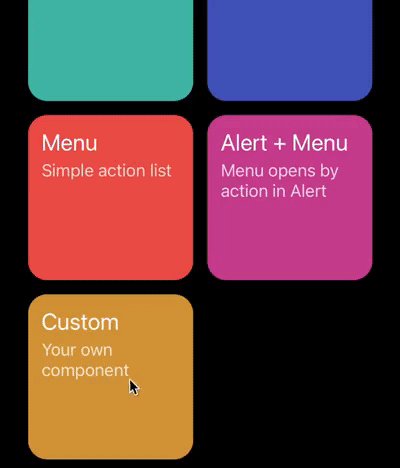 Menu
Simple action list
Alert + Menu
Menu opens by
action in Alert
Custom
Your own
component